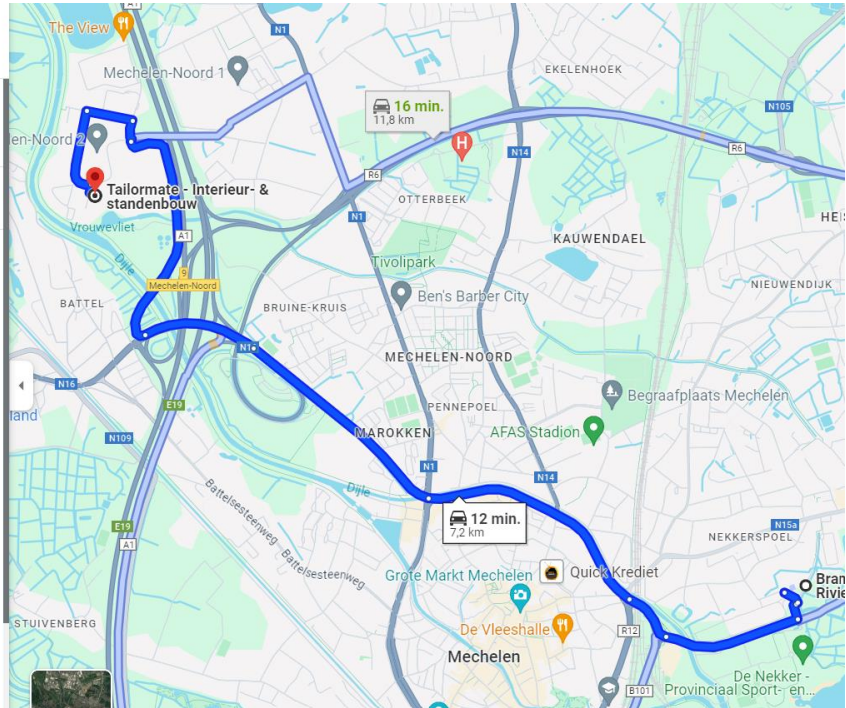 A1
The View
N1
Mechelen-Noord 1
EKELENHOEK
16 min.
11,8 km
N105
len-Noord 2
N14
R6
R6
Tailormate - Interieur- &
standenbouw
OTTERBEEK
N1
HEIS
Vrouwevliet
A1
KAUWENDAEL
Dijle
Tivolipark
9
Mechelen-Noord
NIEUWENDIJK
BATTEL
BRUINE-KRUIS
Ben's Barber City
N16
MECHELEN-NOORD
N16
E19
Begraafplaats Mechelen
land
PENNEPOEL
N109
MAROKKEN
AFAS Stadion
N1
N14
Battelsesteenweg
Dijle
12 min.
7,2 km
E19
N15a
A1
NEKKERSPOEL
Battelsesteenweg
Grote Markt Mechelen
Quick Krediet
Bram
Rivie
STUIVENBERG
De Vleeshalle
R12
Mechelen
De Nekker -
Provinciaal Sport- en...
B101